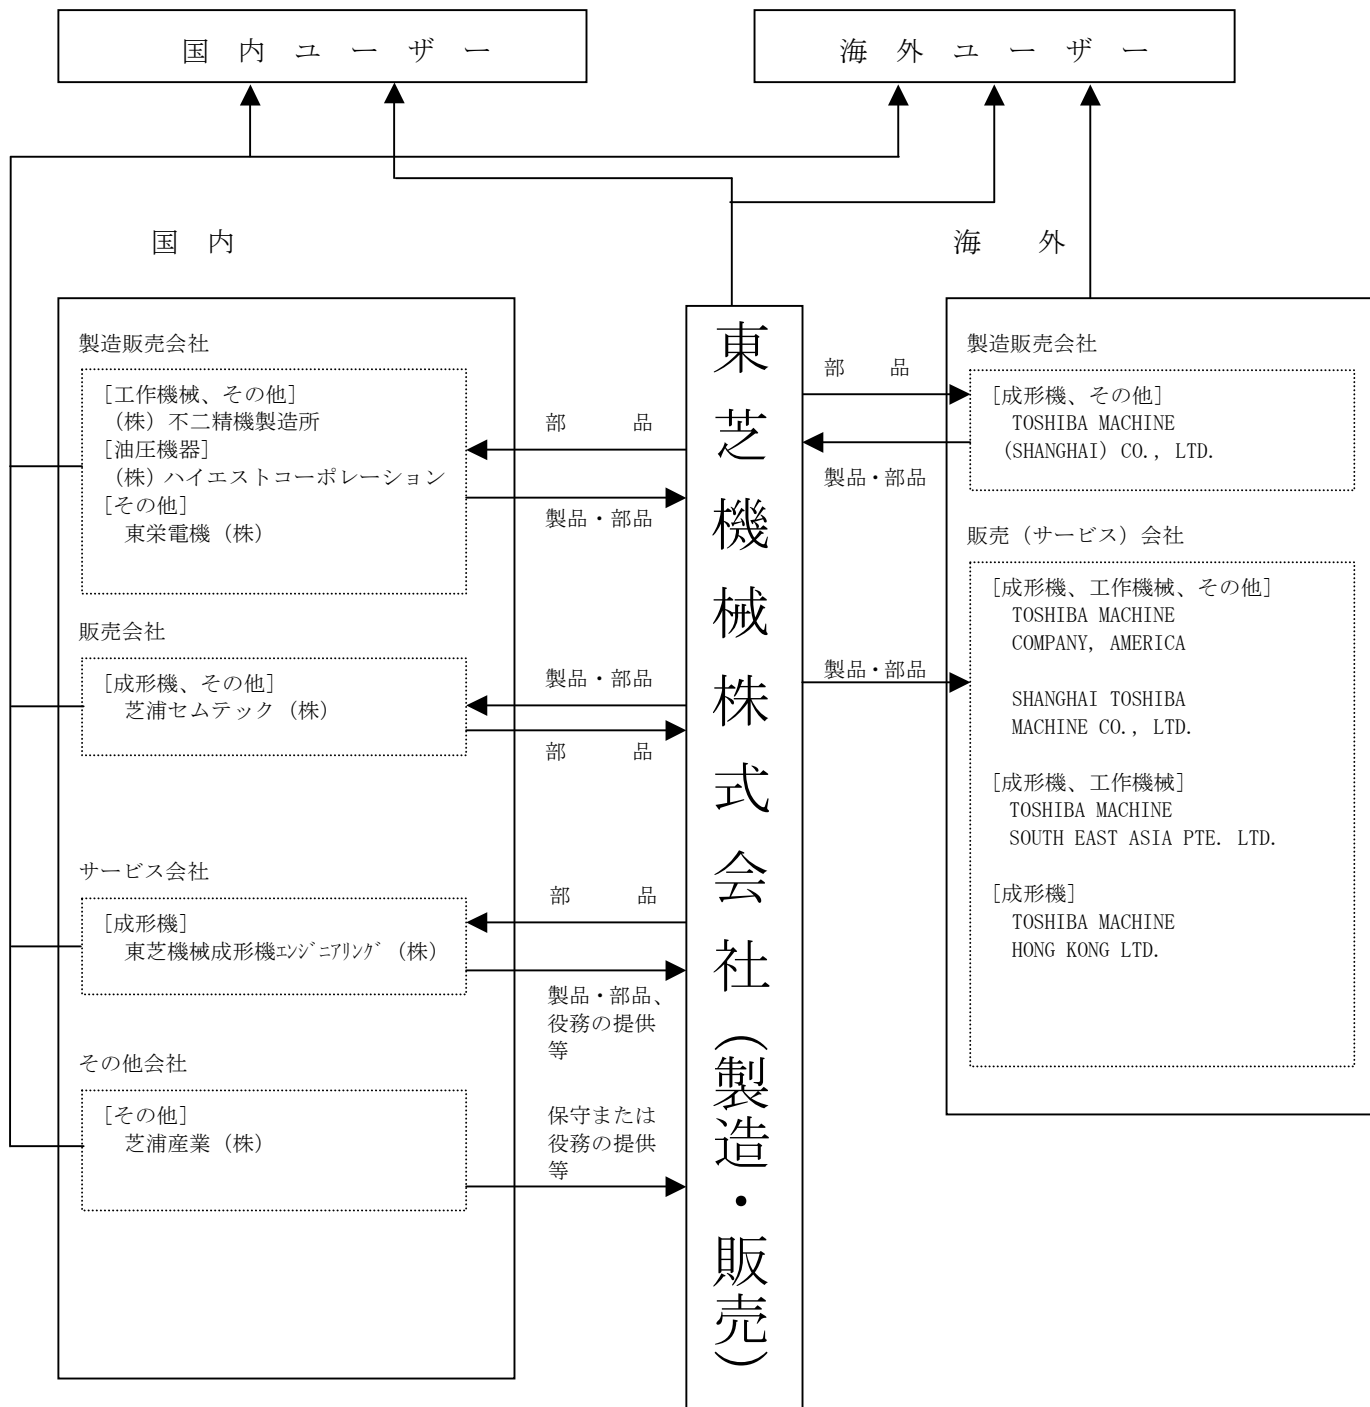 国内ユーザー
海外ユーザー
国内
海外
製造販売会社
[工作機械、その他]
(株)不二精機製造所
[油圧機器]
(株)ハイエストコーポレーション
[その他]
東栄電機(株)
部品
製品・部品
販売会社
[成形機、その他]
芝浦セムテック(株)
製品・部品
部品
サービス会社
[成形機]
東芝機械成形機エンジニアリング(株)
部品
製品・部品、
役務の提供
等
その他会社
[その他]
芝浦産業(株)
保守または
役務の提供
等
東芝機械株式会社(製造・販売)
部品
製品・部品
製品・部品
製造販売会社
[成形機、その他]
TOSHIBA MACHINE
(SHANGHAI) CO., LTD.
販売(サービス)会社
[成形機、工作機械、その他]
TOSHIBA MACHINE
COMPANY, AMERICA
SHANGHAI TOSHIBA
MACHINE CO., LTD.
[成形機、工作機械]
TOSHIBA MACHINE
SOUTH EAST ASIA PTE. LTD.
[成形機]
TOSHIBA MACHINE
HONG KONG LTD.